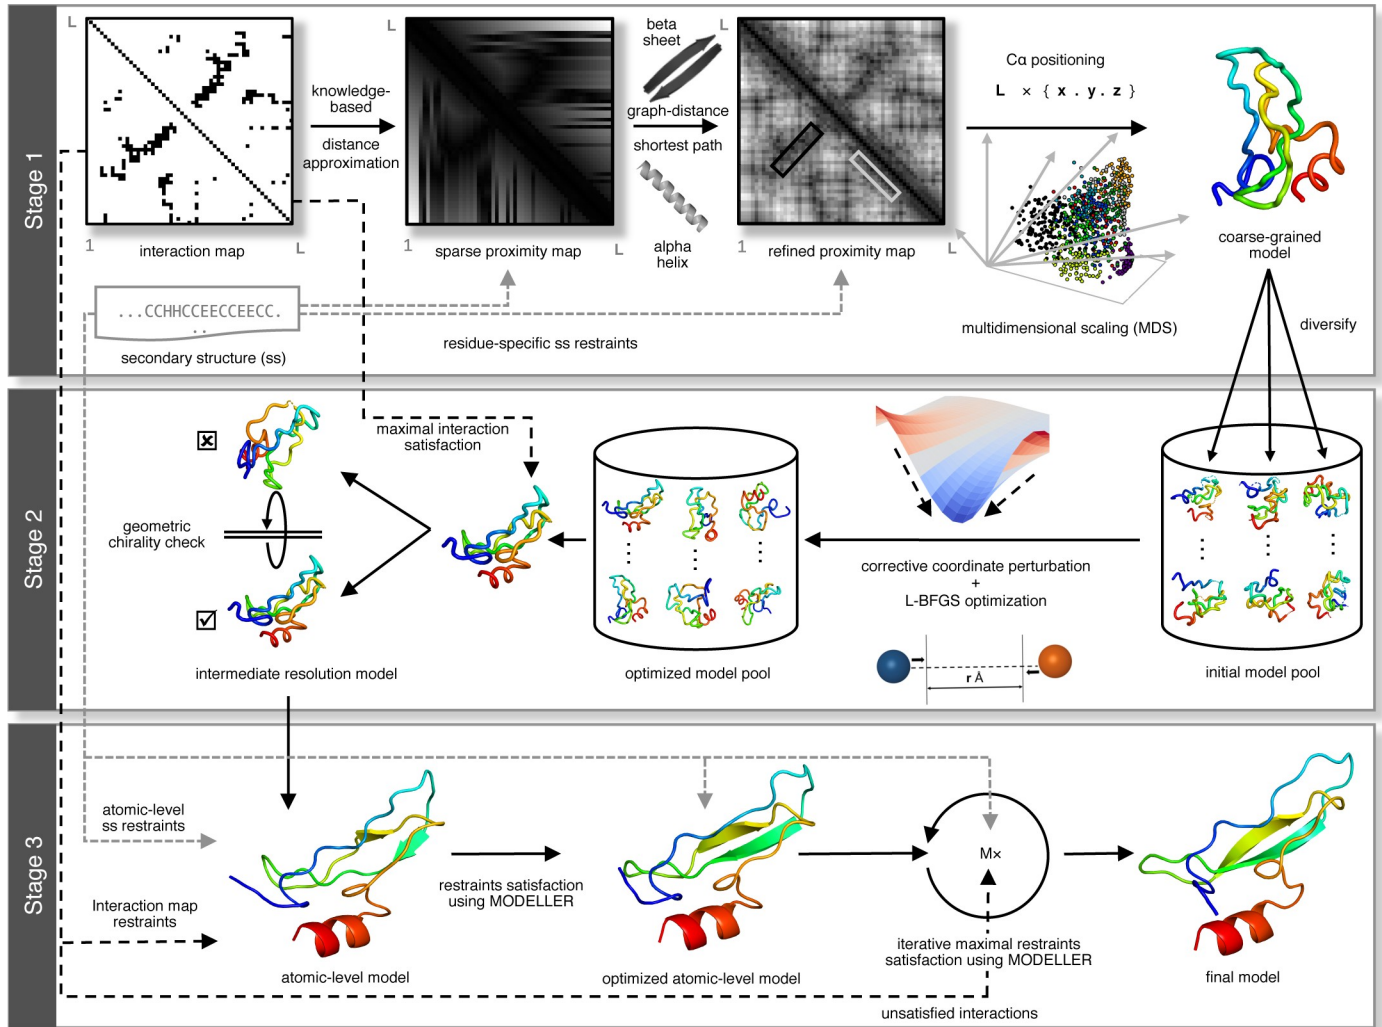 Stage 1
L
L
L
beta
sheet
knowledge-
based
distance
approximation
graph-distance
shortest path
alpha
helix
Cα positioning
L × { x . y . z }
1
L
interaction map
L
sparse proximity map
1
L
refined proximity map
coarse-grained
model
...CCHHCCEECCEECC.
..
secondary structure (ss)
residue-specific ss restraints
multidimensional scaling (MDS)
diversify
Stage 2
maximal interaction
satisfaction
geometric
chirality check
intermediate resolution model
optimized model pool
corrective coordinate perturbation
+
L-BFGS optimization
r Å
initial model pool
Stage 3
atomic-level
ss restraints
Interaction map
restraints
atomic-level model
restraints satisfaction
using MODELLER
optimized atomic-level model
M×
iterative maximal restraints
satisfaction using MODELLER
unsatisfied interactions
final model